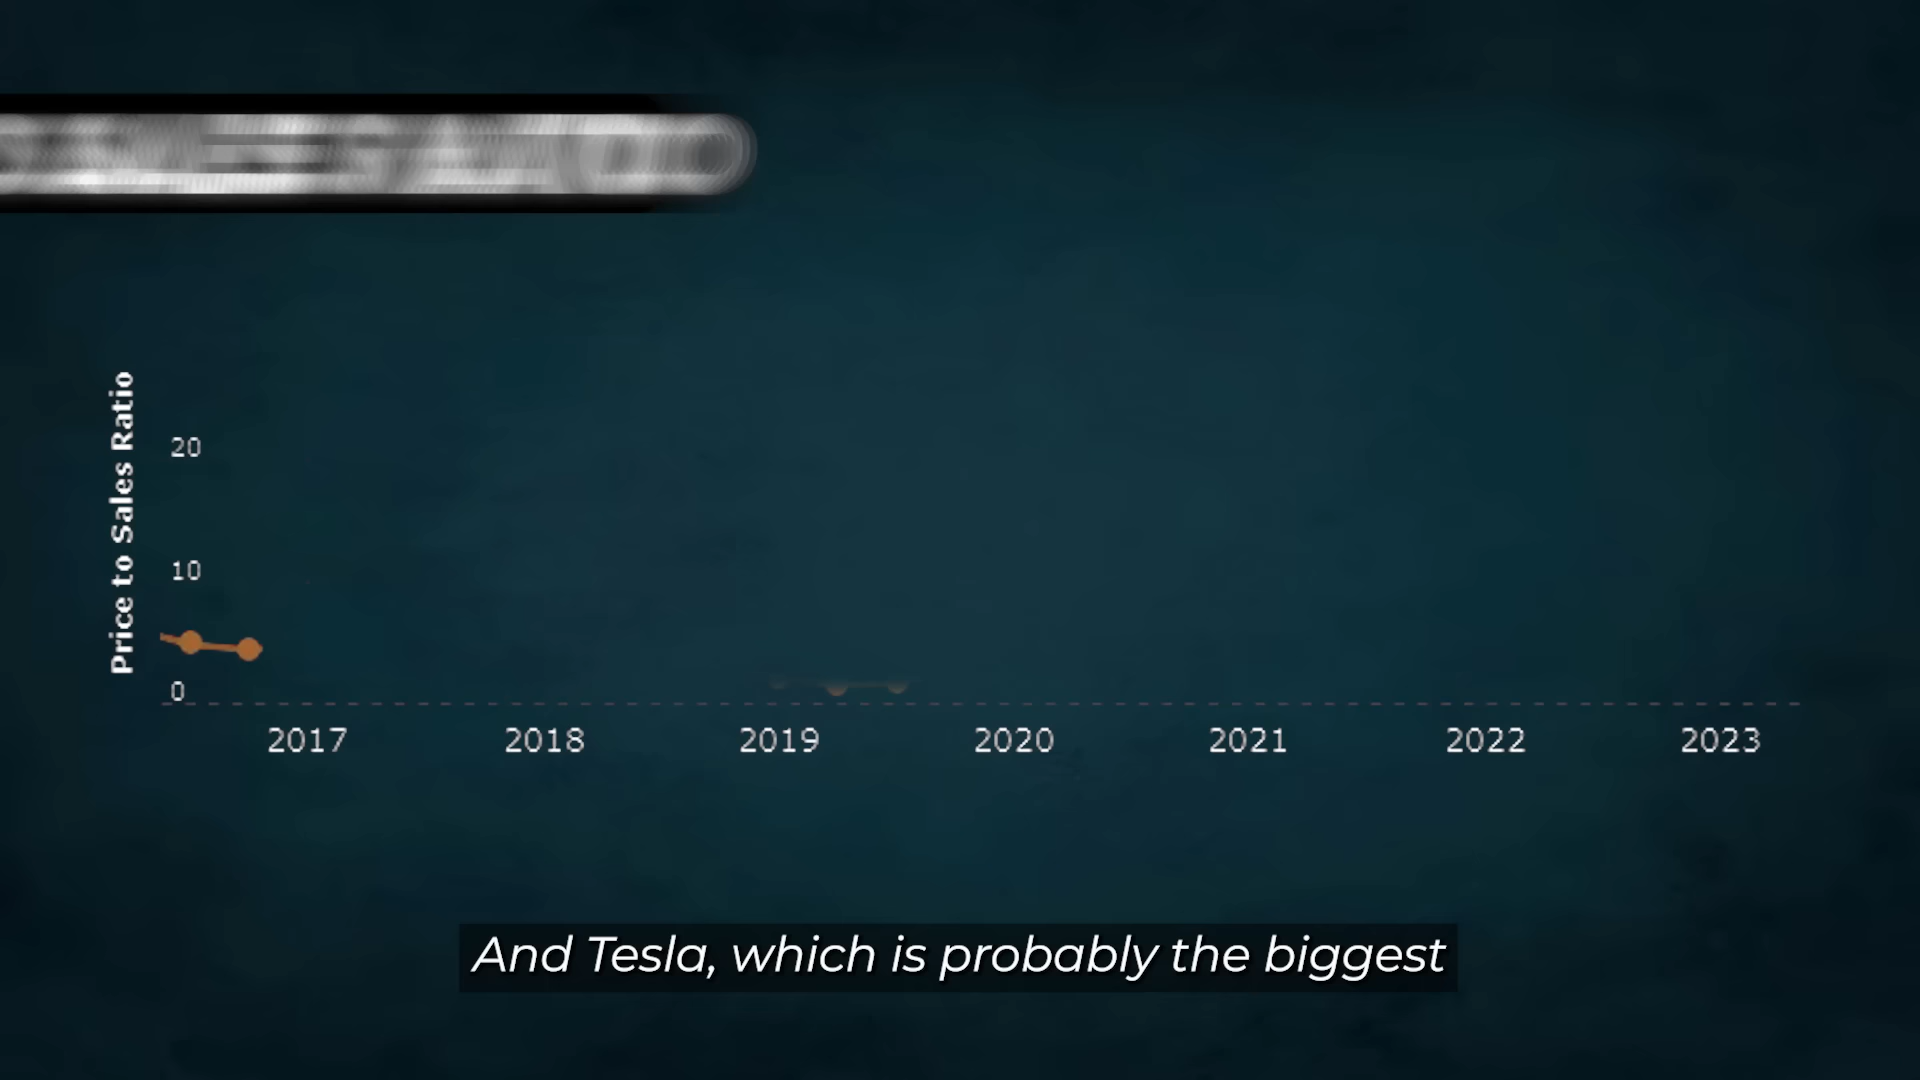 Price to Sales Ratio
20
10
0
2017 2018 2019 2020 2021 2022 2023
And Tesla, which is probably the biggest